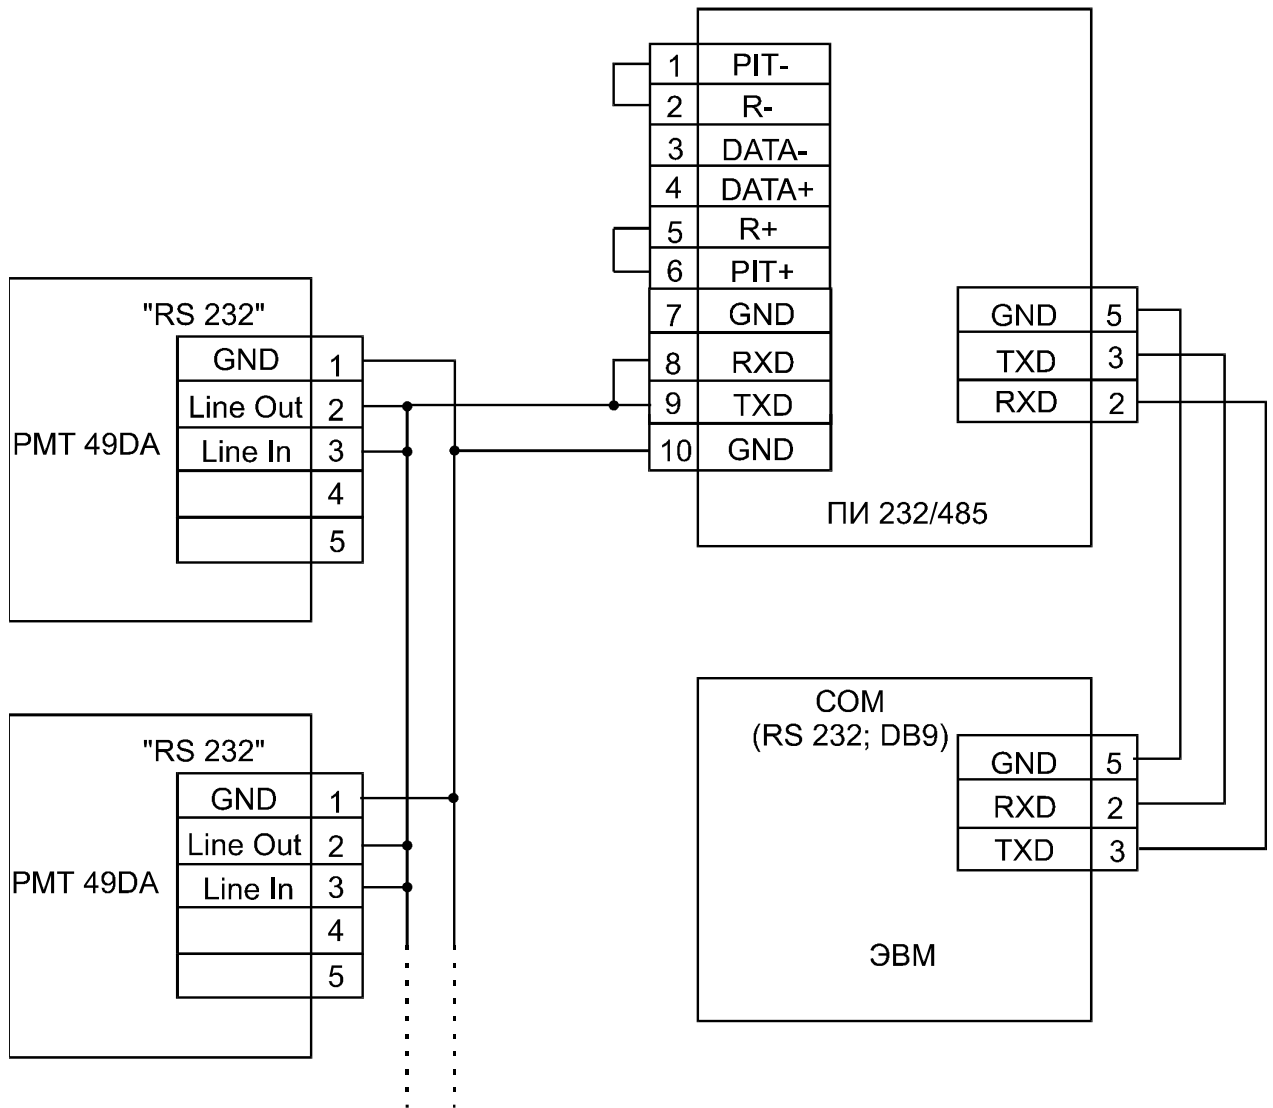 1 PIT-
2 R-
3 DATA-
4 DATA+
5 R+
6 PIT+
7 GND
8 RXD
9 TXD
10 GND
GND 5
TXD 3
RXD 2
ПИ 232/485
"RS 232"
GND 1
Line Out 2
Line In 3
4
5
РМТ 49DA
"RS 232"
GND 1
Line Out 2
Line In 3
4
5
РМТ 49DA
COM
(RS 232; DB9)
GND 5
RXD 2
TXD 3
ЭВМ